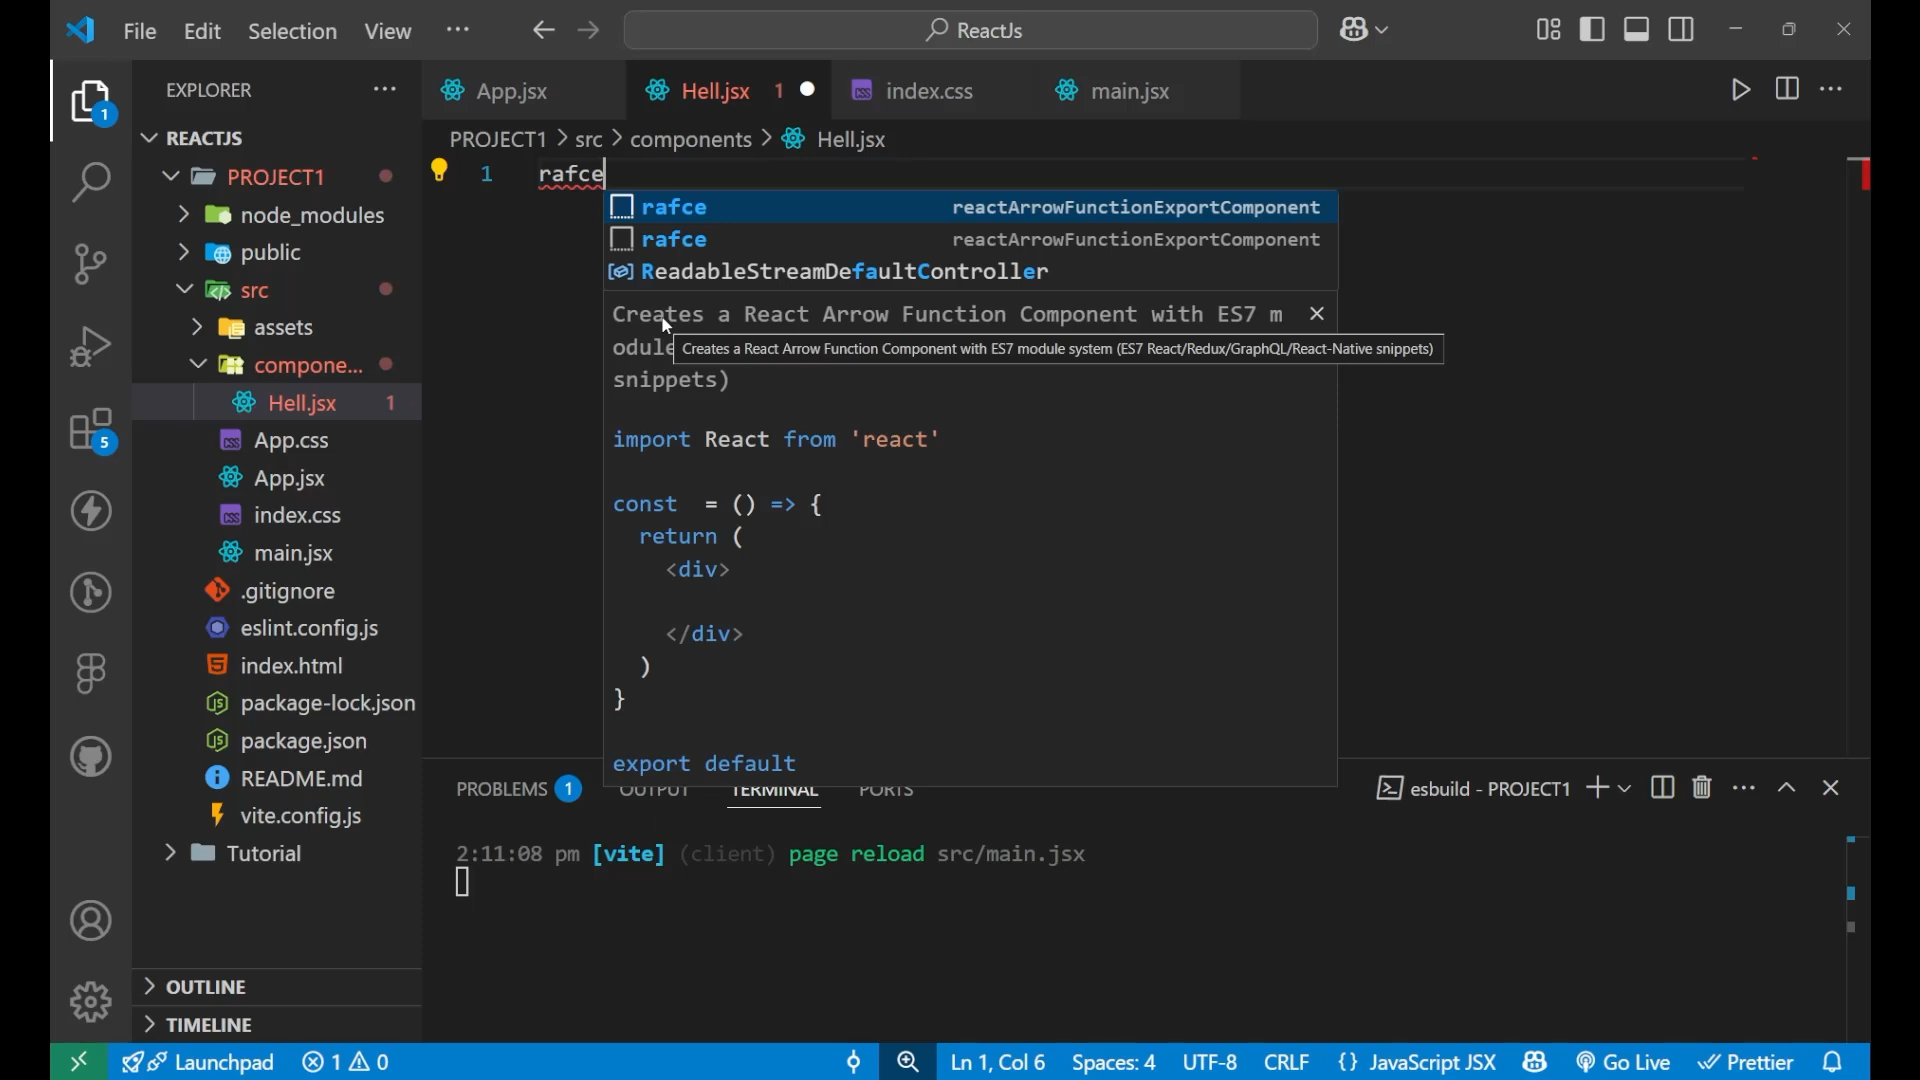 File Edit Selection View ··· ReactJs
EXPLORER ···
App.jsx Hell.jsx 1 index.css main.jsx
REACTJS
PROJECT1 > src > components > Hell.jsx
PROJECT1
node_modules
public
src
assets
compone...
Hell.jsx 1
App.css
App.jsx
index.css
main.jsx
.gitignore
eslint.config.js
index.html
package-lock.json
package.json
README.md
vite.config.js
Tutorial
OUTLINE
TIMELINE
1
5
1 rafce
rafce reactArrowFunctionExportComponent
rafce reactArrowFunctionExportComponent
ReadableStreamDefaultController
Creates a React Arrow Function Component with ES7 m
odule
Creates a React Arrow Function Component with ES7 module system (ES7 React/Redux/GraphQL/React-Native snippets)
snippets)
import React from 'react'
const  = () => {
return (
<div>
</div>
)
}
export default
PROBLEMS 1 OUTPUT TERMINAL PORTS esbuild - PROJECT1
2:11:08 pm [vite] (client) page reload src/main.jsx
Launchpad 1 0 Ln 1, Col 6 Spaces: 4 UTF-8 CRLF {} JavaScript JSX Go Live Prettier